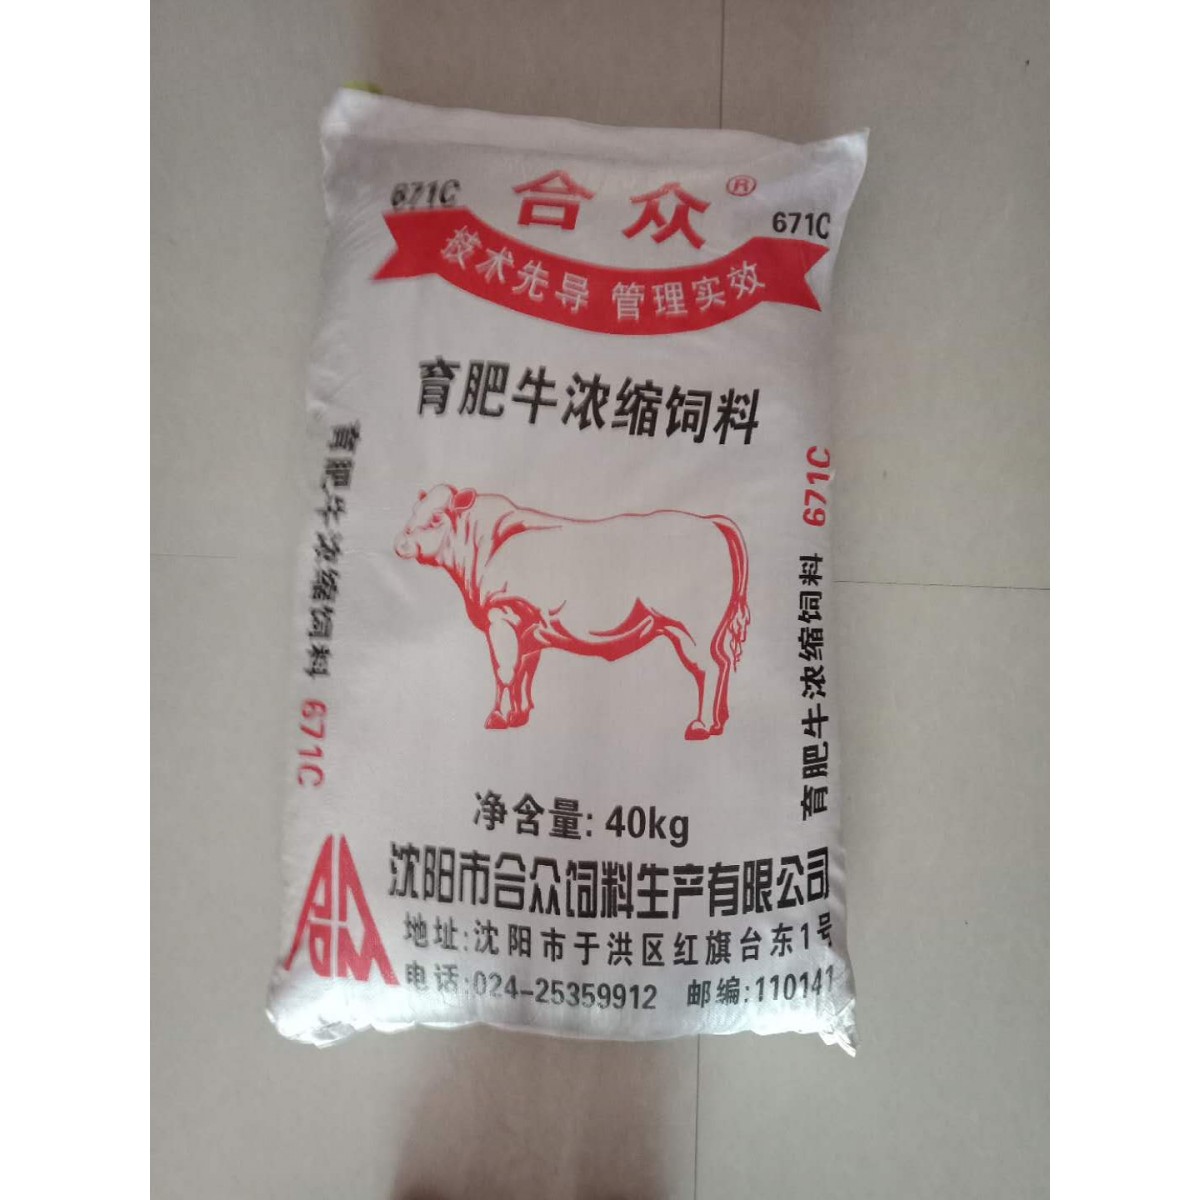 671C 合众® 671C
技术先导 管理实效
育肥牛浓缩饲料
育肥牛浓缩饲料 671C
育肥牛浓缩饲料 671C
净含量: 40kg
沈阳市合众饲料生产有限公司
地址:沈阳市于洪区红旗台东1号
电话:024-25359912 邮编:110141